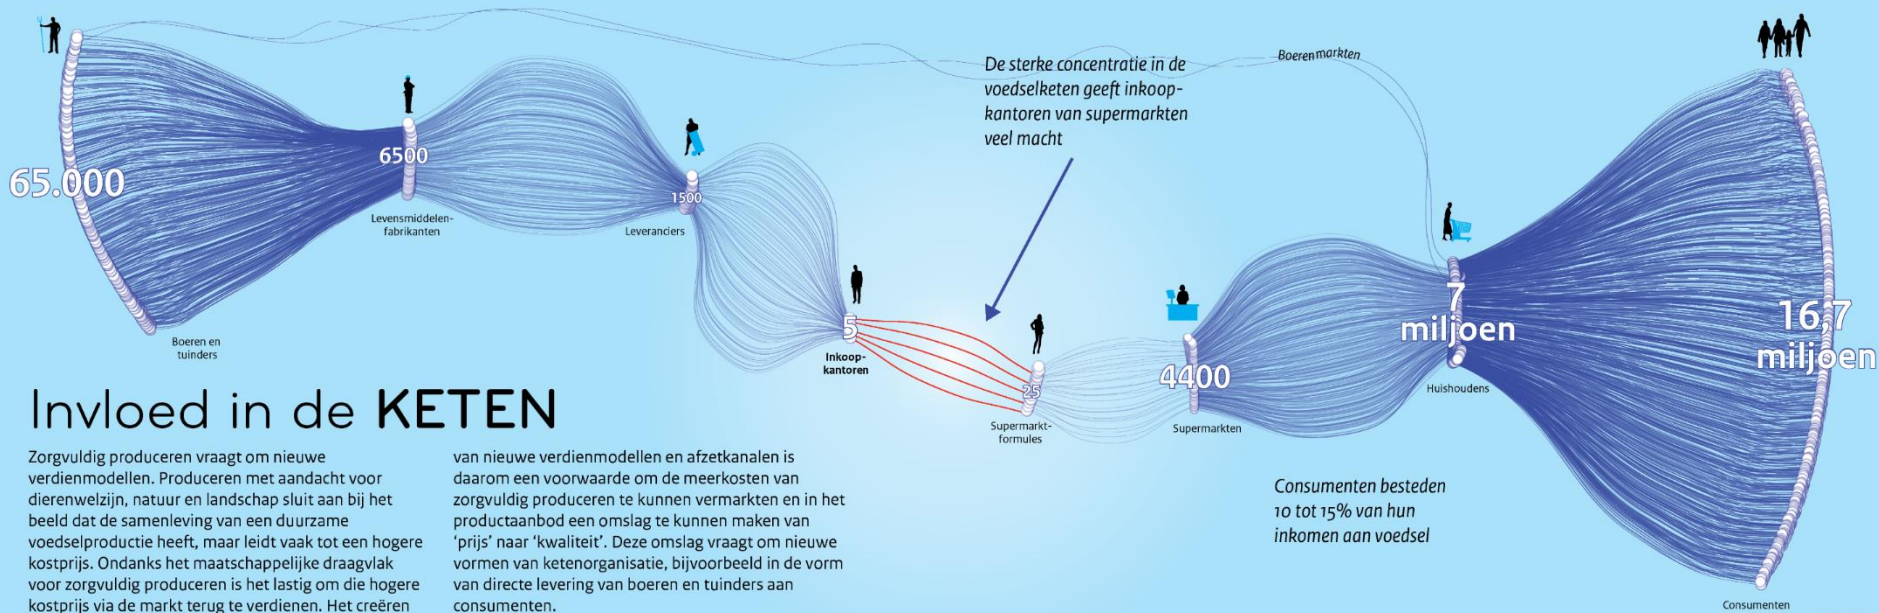 65.000
Boeren en
tuinders
6500
Levensmiddelen-
fabrikanten
1500
Leveranciers
5
Inkoop-
kantoren
De sterke concentratie in de
voedselketen geeft inkoop-
kantoren van supermarkten
veel macht
25
Supermarkt-
formules
4400
Supermarkten
Boerenmarkten
7
miljoen
Huishoudens
16,7
miljoen
Consumenten
Consumenten besteden
10 tot 15% van hun
inkomen aan voedsel
Invloed in de KETEN
Zorgvuldig produceren vraagt om nieuwe
verdienmodellen. Produceren met aandacht voor
dierenwelzijn, natuur en landschap sluit aan bij het
beeld dat de samenleving van een duurzame
voedselproductie heeft, maar leidt vaak tot een hogere
kostprijs. Ondanks het maatschappelijke draagvlak
voor zorgvuldig produceren is het lastig om die hogere
kostprijs via de markt terug te verdienen. Het creëren
van nieuwe verdienmodellen en afzetkanalen is
daarom een voorwaarde om de meerkosten van
zorgvuldig produceren te kunnen vermarkten en in het
productaanbod een omslag te kunnen maken van
‘prijs’ naar ‘kwaliteit’. Deze omslag vraagt om nieuwe
vormen van ketenorganisatie, bijvoorbeeld in de vorm
van directe levering van boeren en tuinders aan
consumenten.